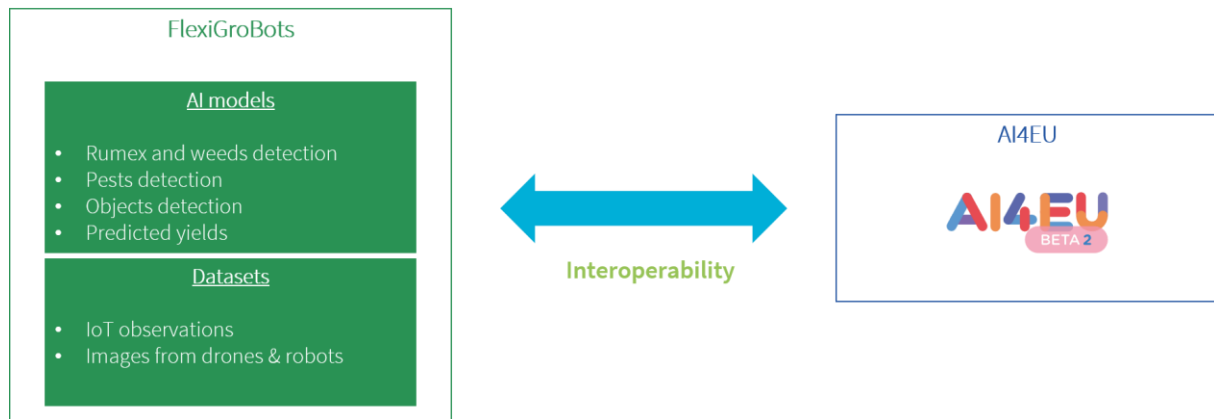 FlexiGroBots
AI models
• Rumex and weeds detection
• Pests detection
• Objects detection
• Predicted yields
Datasets
• IoT observations
• Images from drones & robots
Interoperability
AI4EU
AI4EU
BETA 2